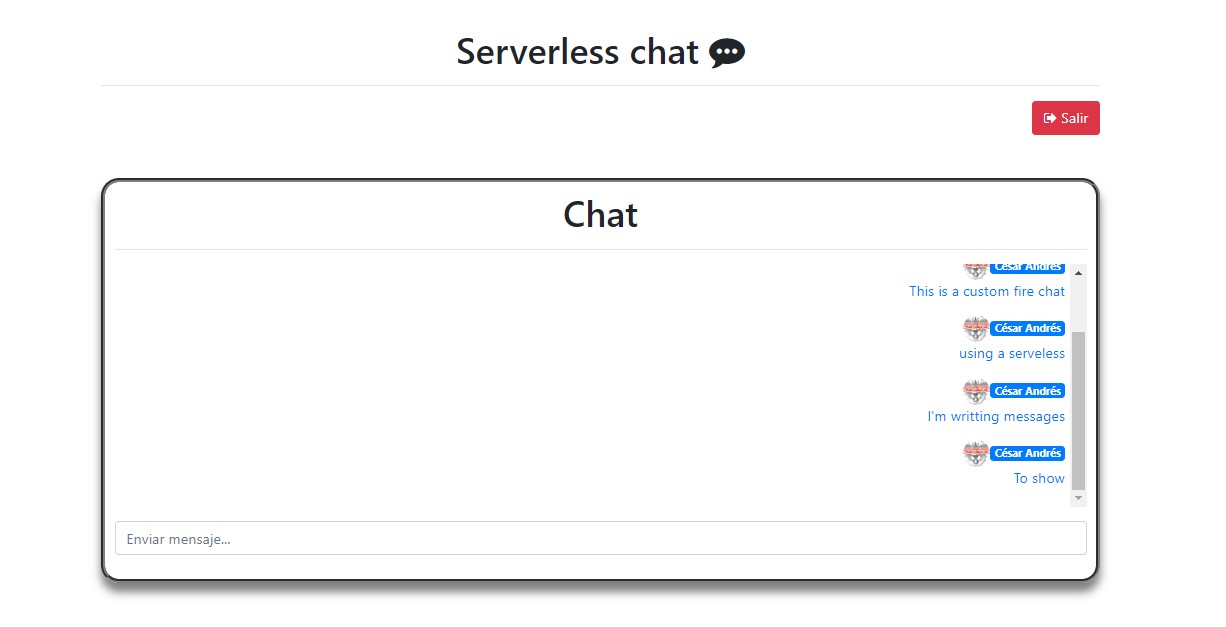 Serverless chat
Salir
Chat
César Andrés
This is a custom fire chat
César Andrés
using a serveless
César Andrés
I'm writting messages
César Andrés
To show
Enviar mensaje...